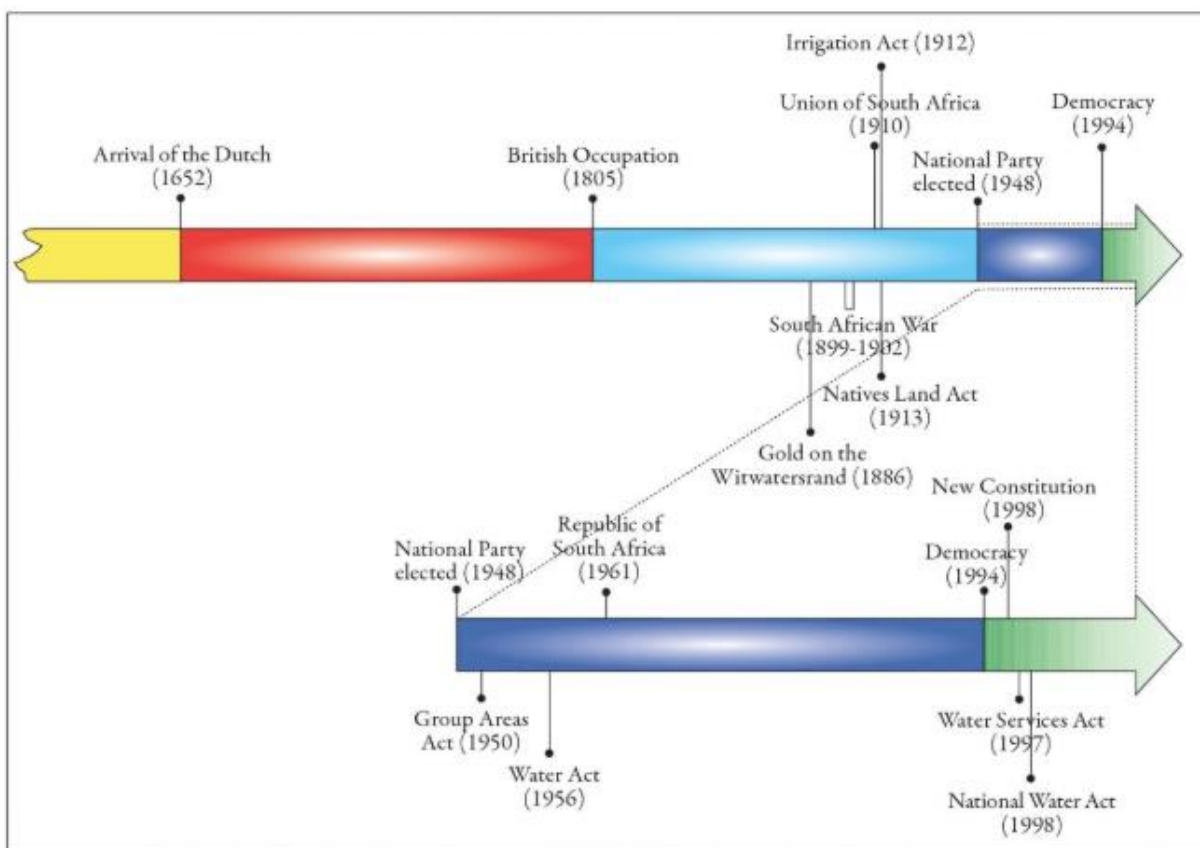 Irrigation Act (1912)
Union of South Africa
(1910)
Democracy
(1994)
Arrival of the Dutch
(1652)
British Occupation
(1805)
National Party
elected (1948)
South African War
(1899-1902)
Natives Land Act
(1913)
Gold on the
Witwatersrand (1886)
New Constitution
(1998)
Republic of
South Africa
(1961)
National Party
elected (1948)
Democracy
(1994)
Group Areas
Act (1950)
Water Services Act
(1997)
Water Act
(1956)
National Water Act
(1998)